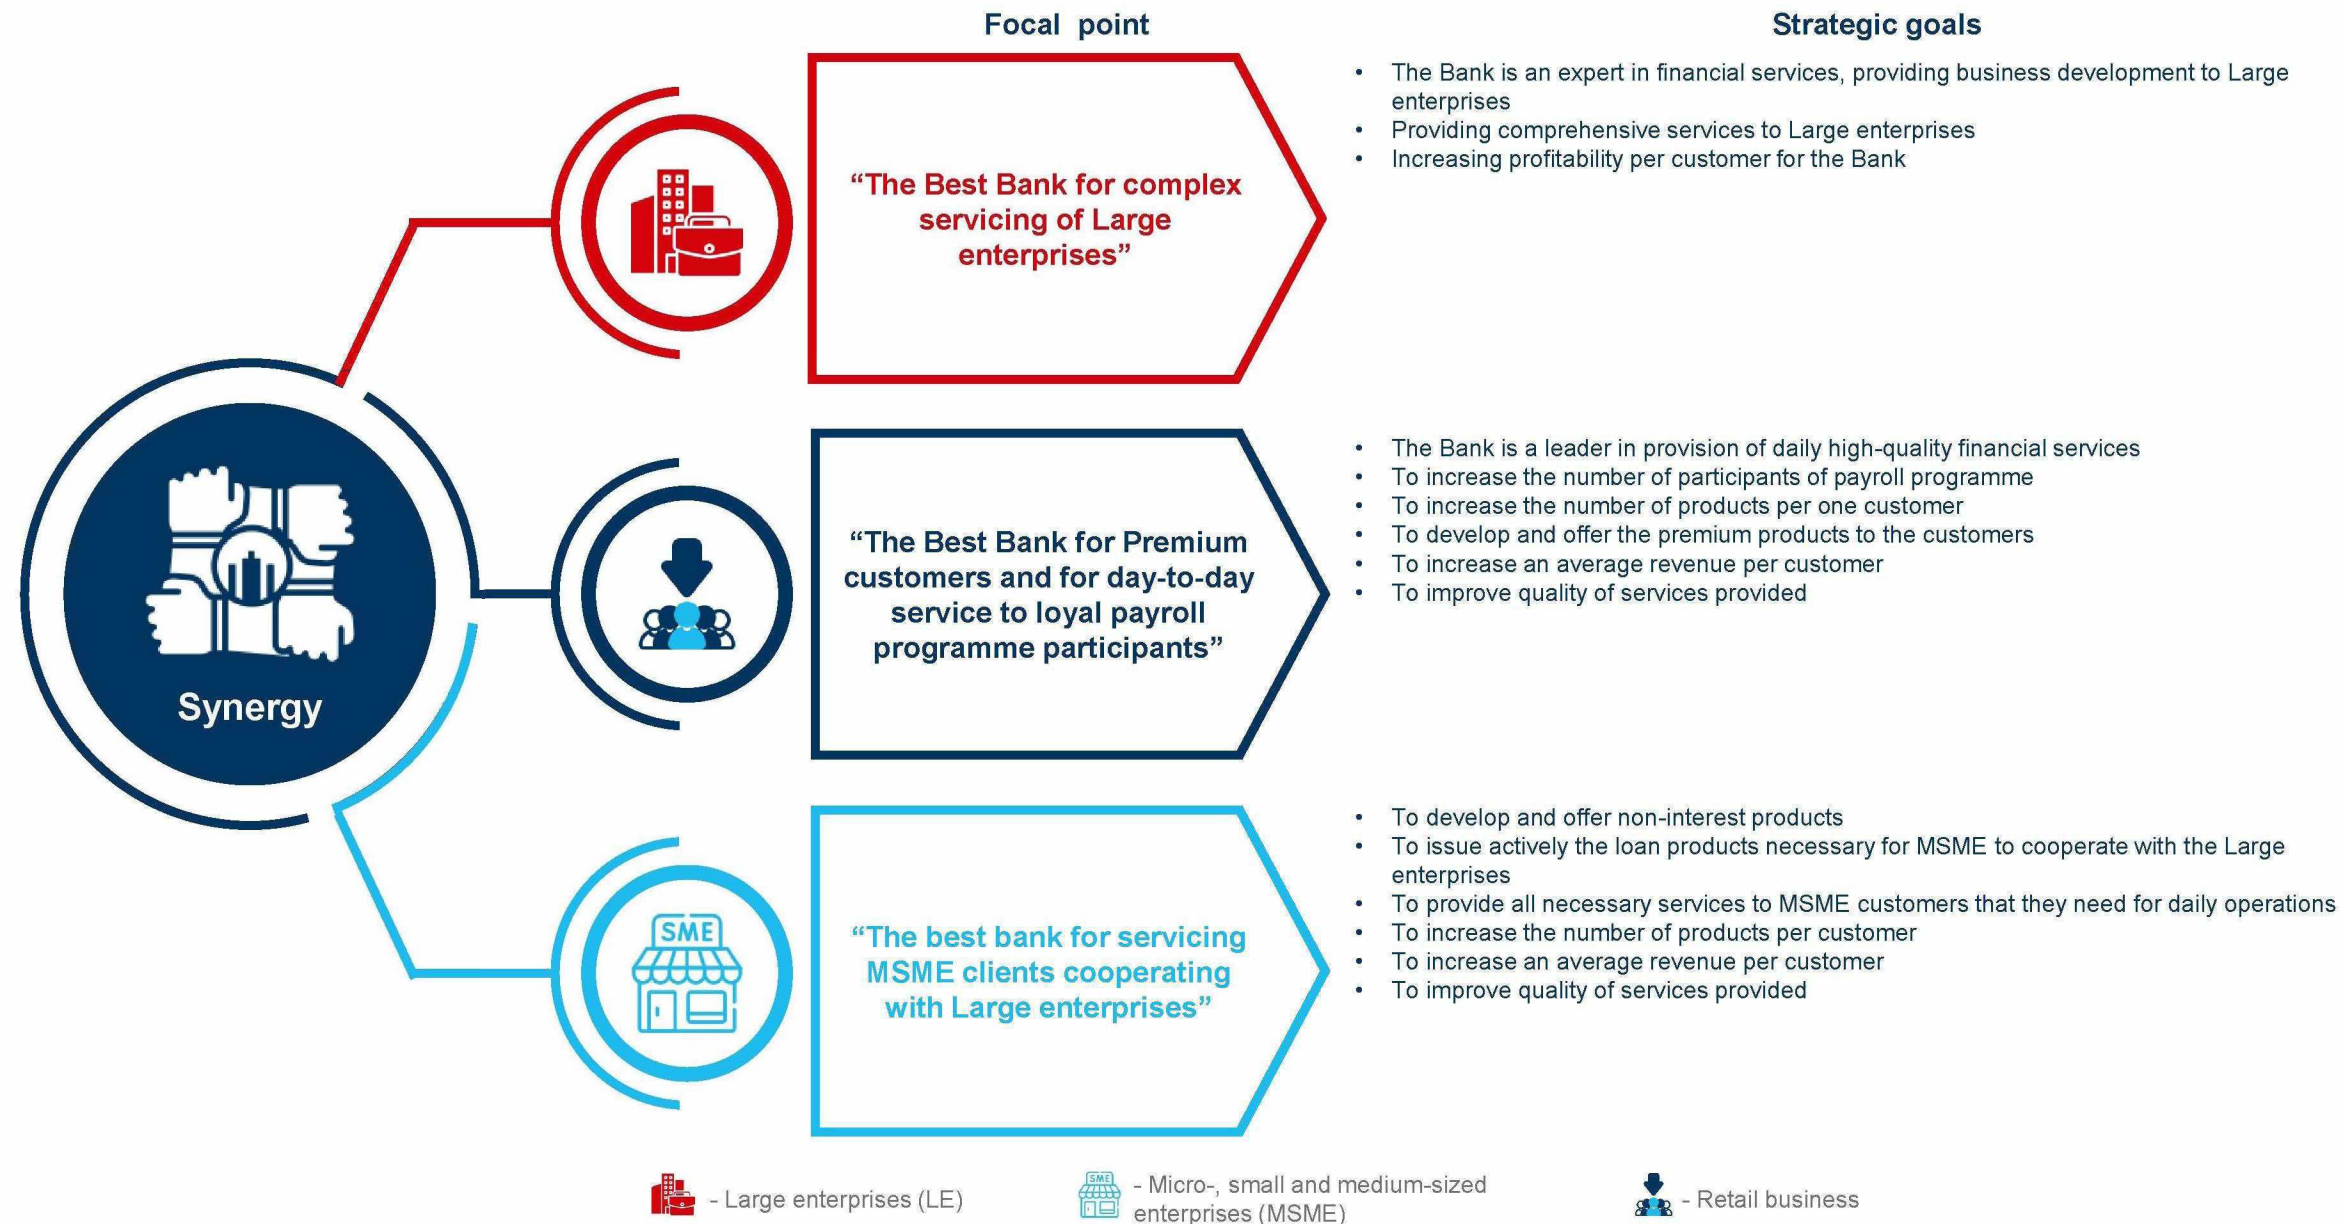 Focal point
Strategic goals
“The Best Bank for complex
servicing of Large
enterprises”
• The Bank is an expert in financial services, providing business development to Large
enterprises
• Providing comprehensive services to Large enterprises
• Increasing profitability per customer for the Bank
Synergy
“The Best Bank for Premium
customers and for day-to-day
service to loyal payroll
programme participants”
• The Bank is a leader in provision of daily high-quality financial services
• To increase the number of participants of payroll programme
• To increase the number of products per one customer
• To develop and offer the premium products to the customers
• To increase an average revenue per customer
• To improve quality of services provided
SME
“The best bank for servicing
MSME clients cooperating
with Large enterprises”
• To develop and offer non-interest products
• To issue actively the loan products necessary for MSME to cooperate with the Large
enterprises
• To provide all necessary services to MSME customers that they need for daily operations
• To increase the number of products per customer
• To increase an average revenue per customer
• To improve quality of services provided
- Large enterprises (LE)
SME
- Micro-, small and medium-sized
enterprises (MSME)
- Retail business